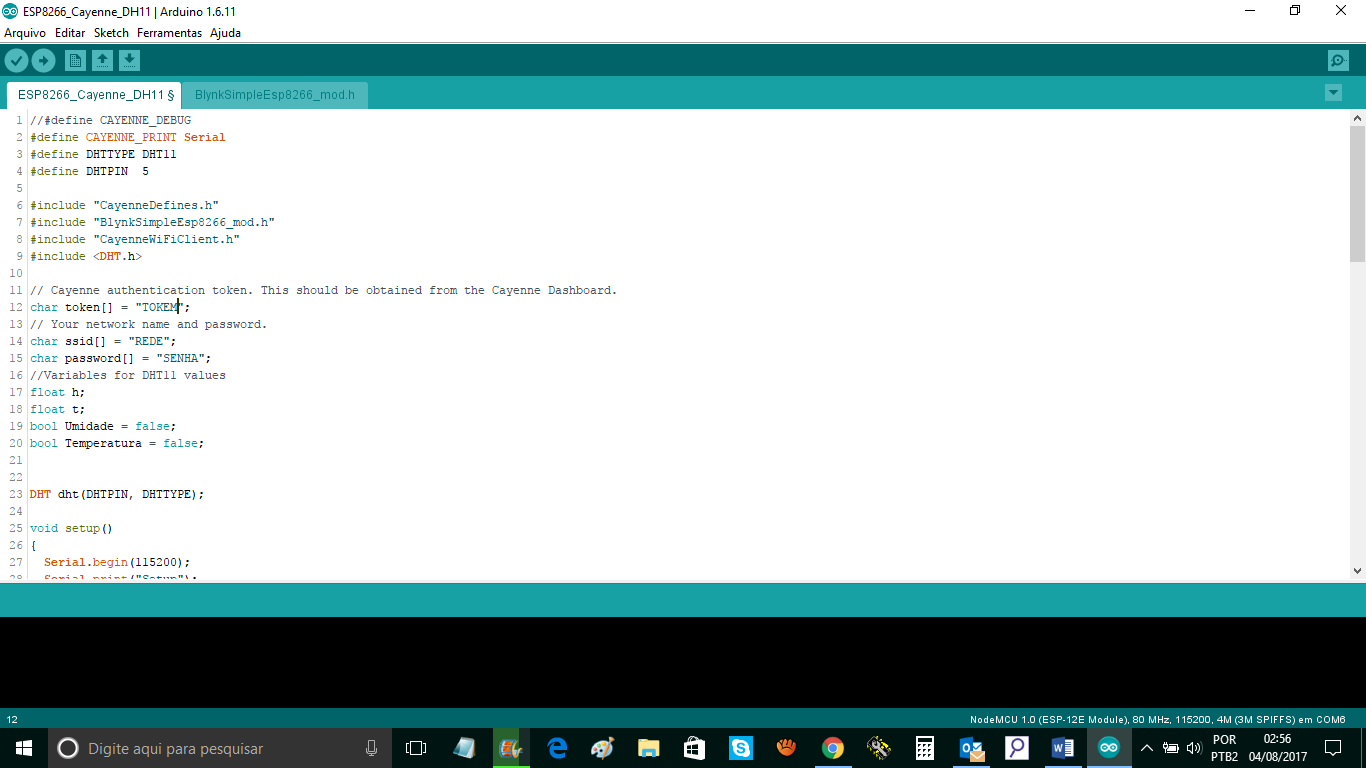 ESP8266_Cayenne_DH11 | Arduino 1.6.11
Arquivo Editar Sketch Ferramentas Ajuda
ESP8266_Cayenne_DH11 § BlynkSimpleEsp8266_mod.h
1 //#define CAYENNE_DEBUG
2 #define CAYENNE_PRINT Serial
3 #define DHTTYPE DHT11
4 #define DHTPIN  5
5
6 #include "CayenneDefines.h"
7 #include "BlynkSimpleEsp8266_mod.h"
8 #include "CayenneWiFiClient.h"
9 #include <DHT.h>
10
11 // Cayenne authentication token. This should be obtained from the Cayenne Dashboard.
12 char token[] = "TOKEM";
13 // Your network name and password.
14 char ssid[] = "REDE";
15 char password[] = "SENHA";
16 //Variables for DHT11 values
17 float h;
18 float t;
19 bool Umidade = false;
20 bool Temperatura = false;
21
22
23 DHT dht(DHTPIN, DHTTYPE);
24
25 void setup()
26 {
27 Serial.begin(115200);
28 Serial.print("Setup");
12 NodeMCU 1.0 (ESP-12E Module), 80 MHz, 115200, 4M (3M SPIFFS) em COM6
Digite aqui para pesquisar
POR 02:56
PTB2 04/08/2017